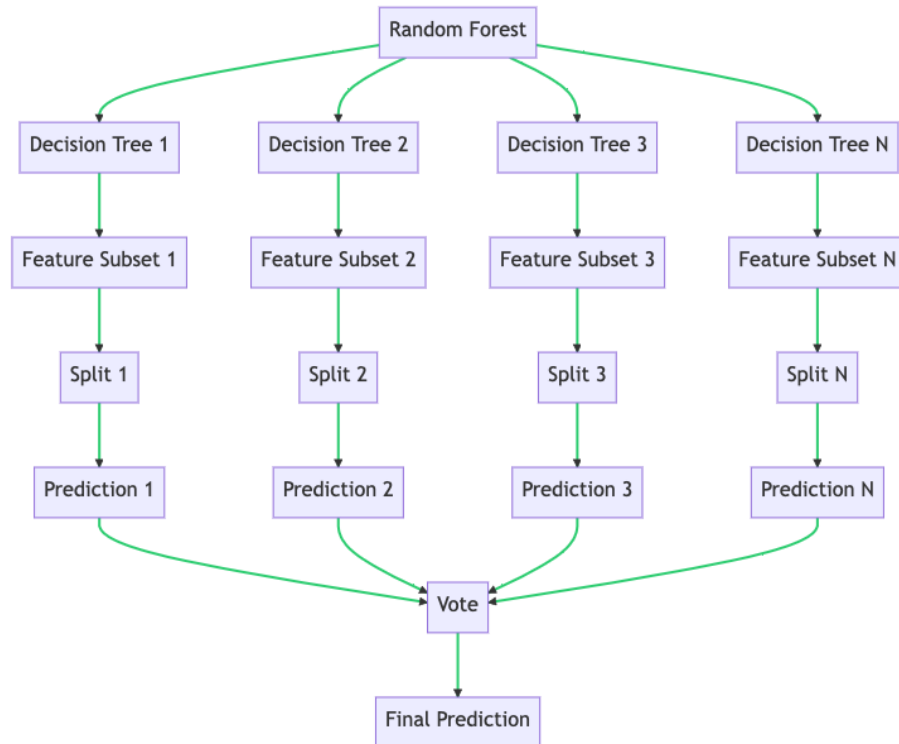 Random Forest
Decision Tree 1
Decision Tree 2
Decision Tree 3
Decision Tree N
Feature Subset 1
Feature Subset 2
Feature Subset 3
Feature Subset N
Split 1
Split 2
Split 3
Split N
Prediction 1
Prediction 2
Prediction 3
Prediction N
Vote
Final Prediction